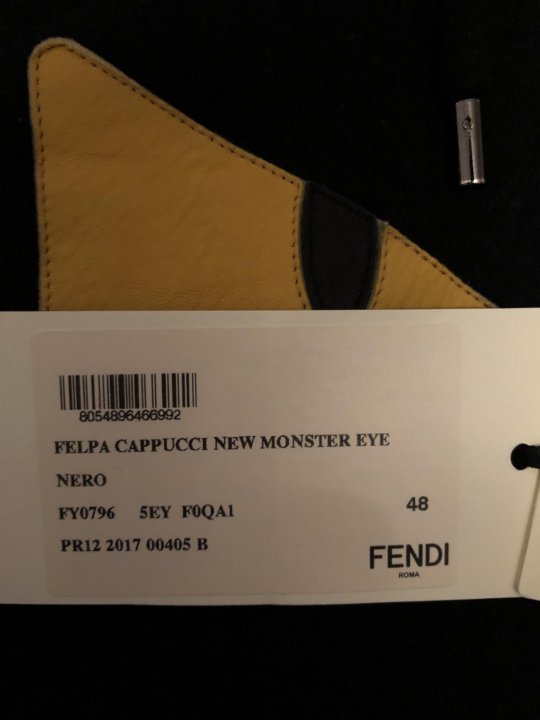 8054896466992
FELPA CAPPUCCI NEW MONSTER EYE
NERO
FY0796 5EY F0QA1 48
PR12 2017 00405 B
FENDI
ROMA